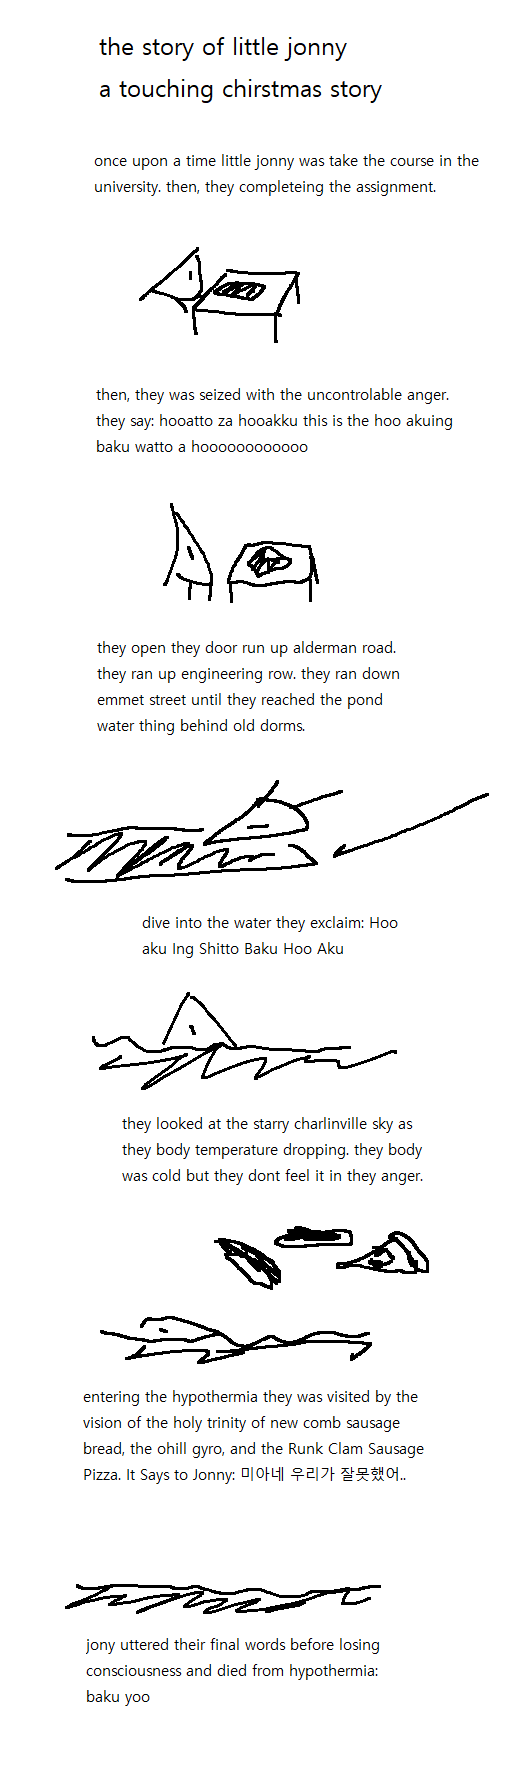 the story of little jonny
a touching chirstmas story
once upon a time little jonny was take the course in the
university. then, they completeing the assignment.
then, they was seized with the uncontrolable anger.
they say: hooatto za hooakku this is the hoo akuing
baku watto a hoooooooooooo
they open they door run up alderman road.
they ran up engineering row. they ran down
emmet street until they reached the pond
water thing behind old dorms.
dive into the water they exclaim: Hoo
aku Ing Shitto Baku Hoo Aku
they looked at the starry charlinville sky as
they body temperature dropping. they body
was cold but they dont feel it in they anger.
entering the hypothermia they was visited by the
vision of the holy trinity of new comb sausage
bread, the ohill gyro, and the Runk Clam Sausage
Pizza. It Says to Jonny: 미아네 우리가 잘못했어..
jony uttered their final words before losing
consciousness and died from hypothermia:
baku yoo